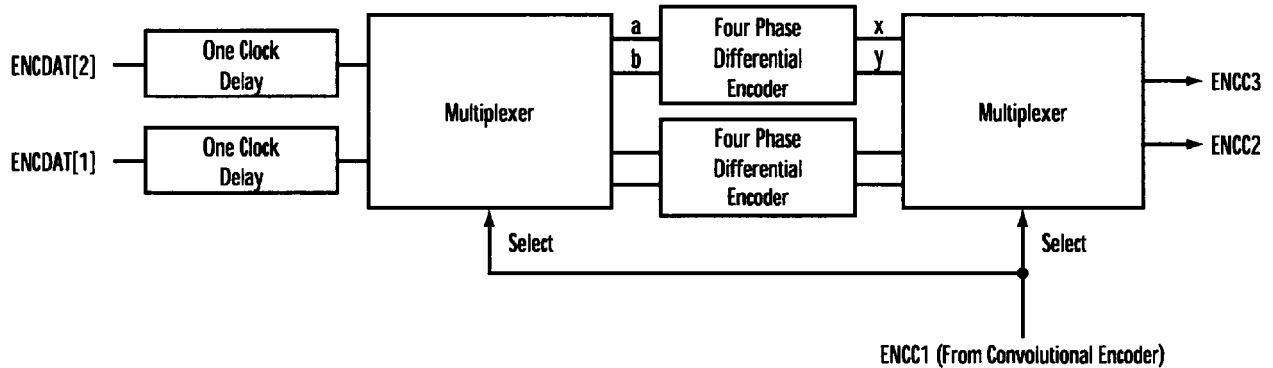 ENCDAT[2]
One Clock
Delay
ENCDAT[1]
One Clock
Delay
Multiplexer
a
b
Four Phase
Differential
Encoder
Four Phase
Differential
Encoder
x
y
Multiplexer
ENCC3
ENCC2
Select
Select
ENCC1 (From Convolutional Encoder)